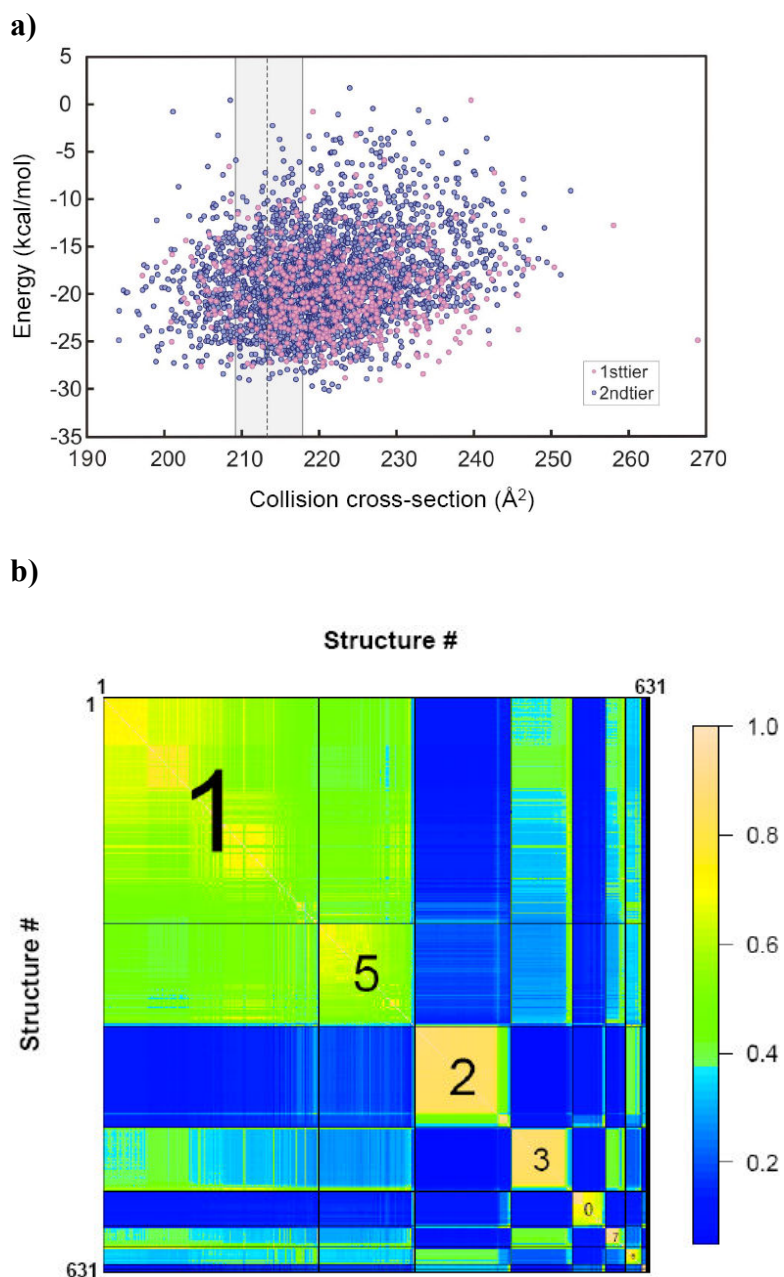 a)
5
0
-5
-10
-15
-20
-25
-30
-35
Energy (kcal/mol)
1sttier
2ndtier
190 200 210 220 230 240 250 260 270
Collision cross-section (Å²)
b)
Structure #
1 631
1
Structure #
631
1
5
2
3
0
7
1.0
0.8
0.6
0.4
0.2